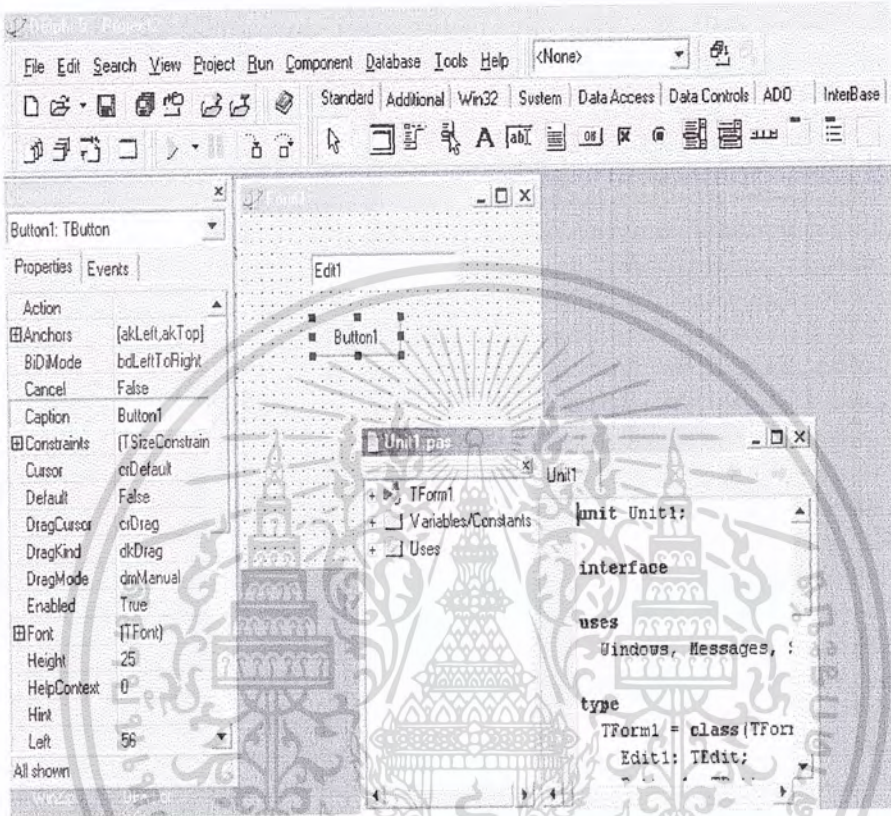 Delphi 5 - Project2
File Edit Search View Project Run Component Database Tools Help <None>
Standard Additional Win32 System Data Access Data Controls ADO InterBase
Button1: TButton
Properties Events
Action
Anchors [akLeft,akTop]
BiDiMode bdLeftToRight
Cancel False
Caption Button1
Constraints (TSizeConstrain
Cursor crDefault
Default False
DragCursor crDrag
DragKind dkDrag
DragMode dmManual
Enabled True
Font (TFont)
Height 25
HelpContext 0
Hint
Left 56
All shown
Form1
Edit1
Button1
Unit1.pas
TForm1
Variables/Constants
Uses
Unit1
unit Unit1;
interface
uses
Windows, Messages, S
type
TForm1 = class(TForm
Edit1: TEdit;